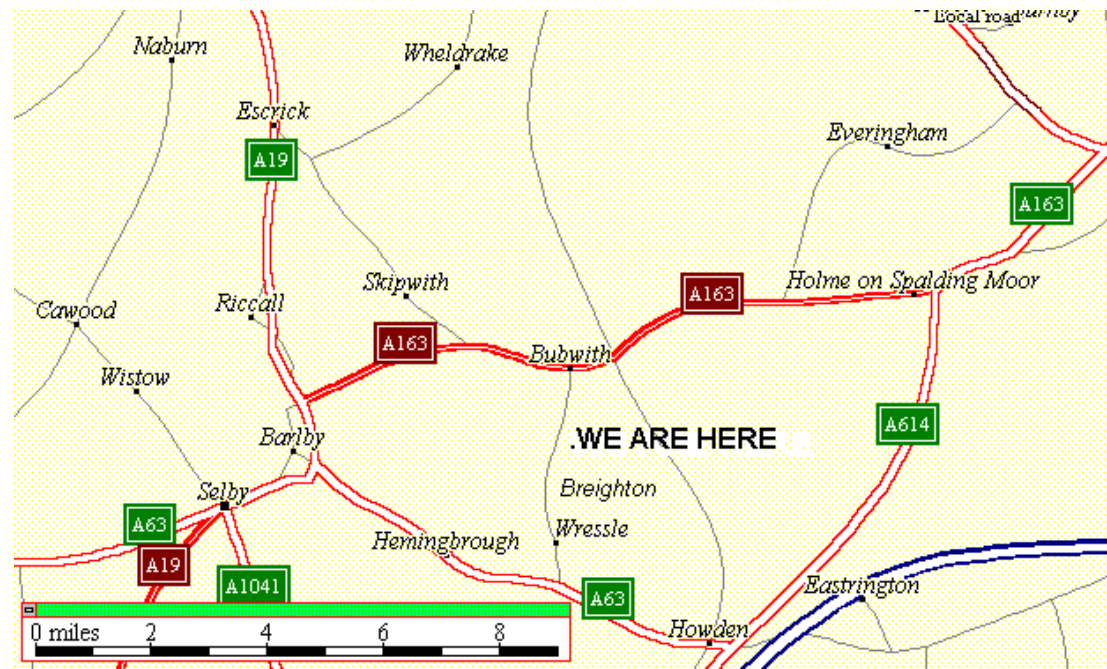 Local road
Naburn
Wheldrake
Escrick
Everingham
A19
A163
Holme on Spalding Moor
Skipwith
A163
Riccall
Cawood
A163
Bubwith
Wistow
A614
Barlby
.WE ARE HERE
Selby
Breighton
A63
Wressle
Hemingbrough
A19
A1041
A63
Eastrington
Howden
0 miles 2 4 6 8